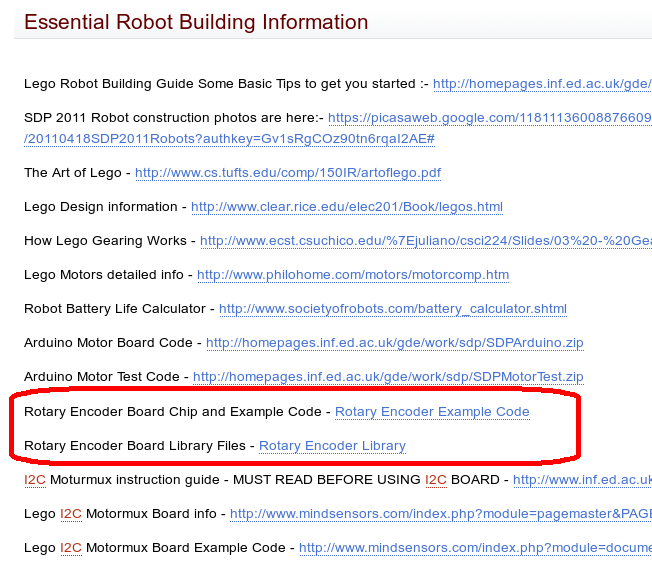 Essential Robot Building Information
Lego Robot Building Guide Some Basic Tips to get you started :- http://homepages.inf.ed.ac.uk/gde/
SDP 2011 Robot construction photos are here:- https://picasaweb.google.com/11811136008876609
/20110418SDP2011Robots?authkey=Gv1sRgCOz90tn6rqaI2AE#
The Art of Lego - http://www.cs.tufts.edu/comp/150IR/artoflego.pdf
Lego Design information - http://www.clear.rice.edu/elec201/Book/legos.html
How Lego Gearing Works - http://www.ecst.csuchico.edu/%7Ejuliano/csci224/Slides/03%20-%20Gea
Lego Motors detailed info - http://www.philohome.com/motors/motorcomp.htm
Robot Battery Life Calculator - http://www.societyofrobots.com/battery_calculator.shtml
Arduino Motor Board Code - http://homepages.inf.ed.ac.uk/gde/work/sdp/SDPArduino.zip
Arduino Motor Test Code - http://homepages.inf.ed.ac.uk/gde/work/sdp/SDPMotorTest.zip
Rotary Encoder Board Chip and Example Code - Rotary Encoder Example Code
Rotary Encoder Board Library Files - Rotary Encoder Library
I2C Moturmux instruction guide - MUST READ BEFORE USING I2C BOARD - http://www.inf.ed.ac.uk
Lego I2C Motormux Board info - http://www.mindsensors.com/index.php?module=pagemaster&PAGE
Lego I2C Motormux Board Example Code - http://www.mindsensors.com/index.php?module=docume